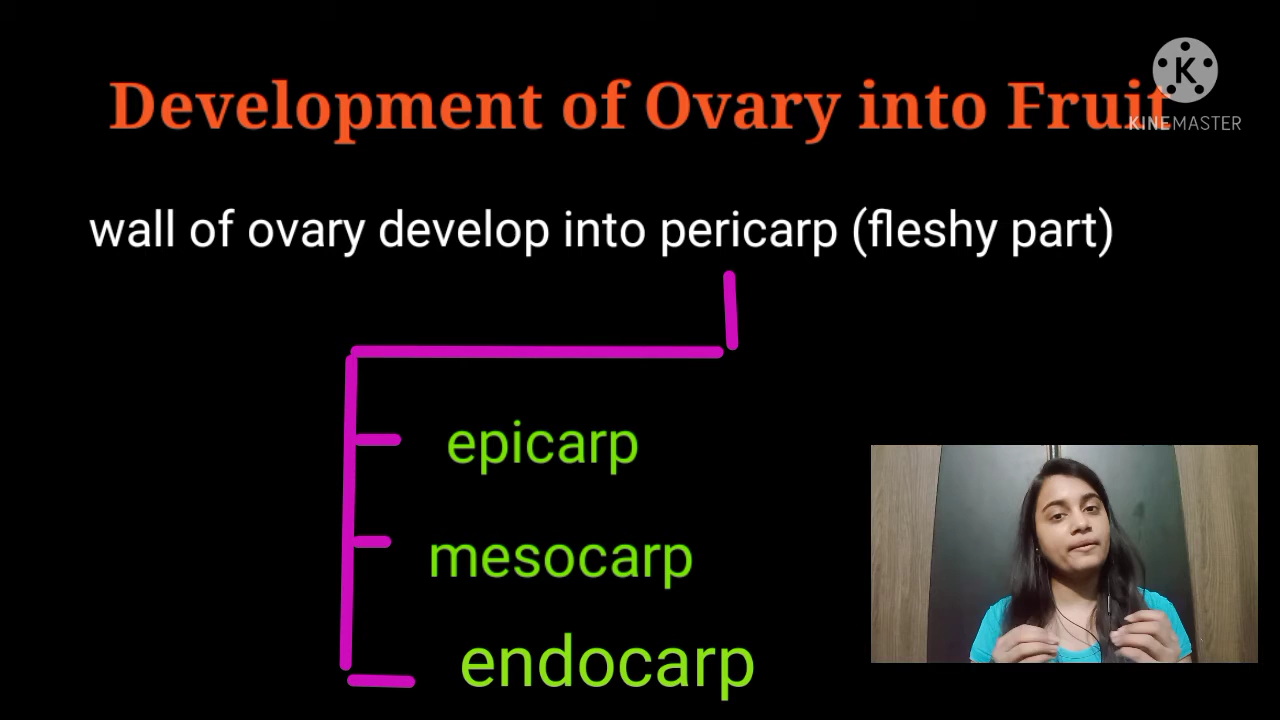 Development of Ovary into Fruit
K
KINEMASTER
wall of ovary develop into pericarp (fleshy part)
epicarp
mesocarp
endocarp